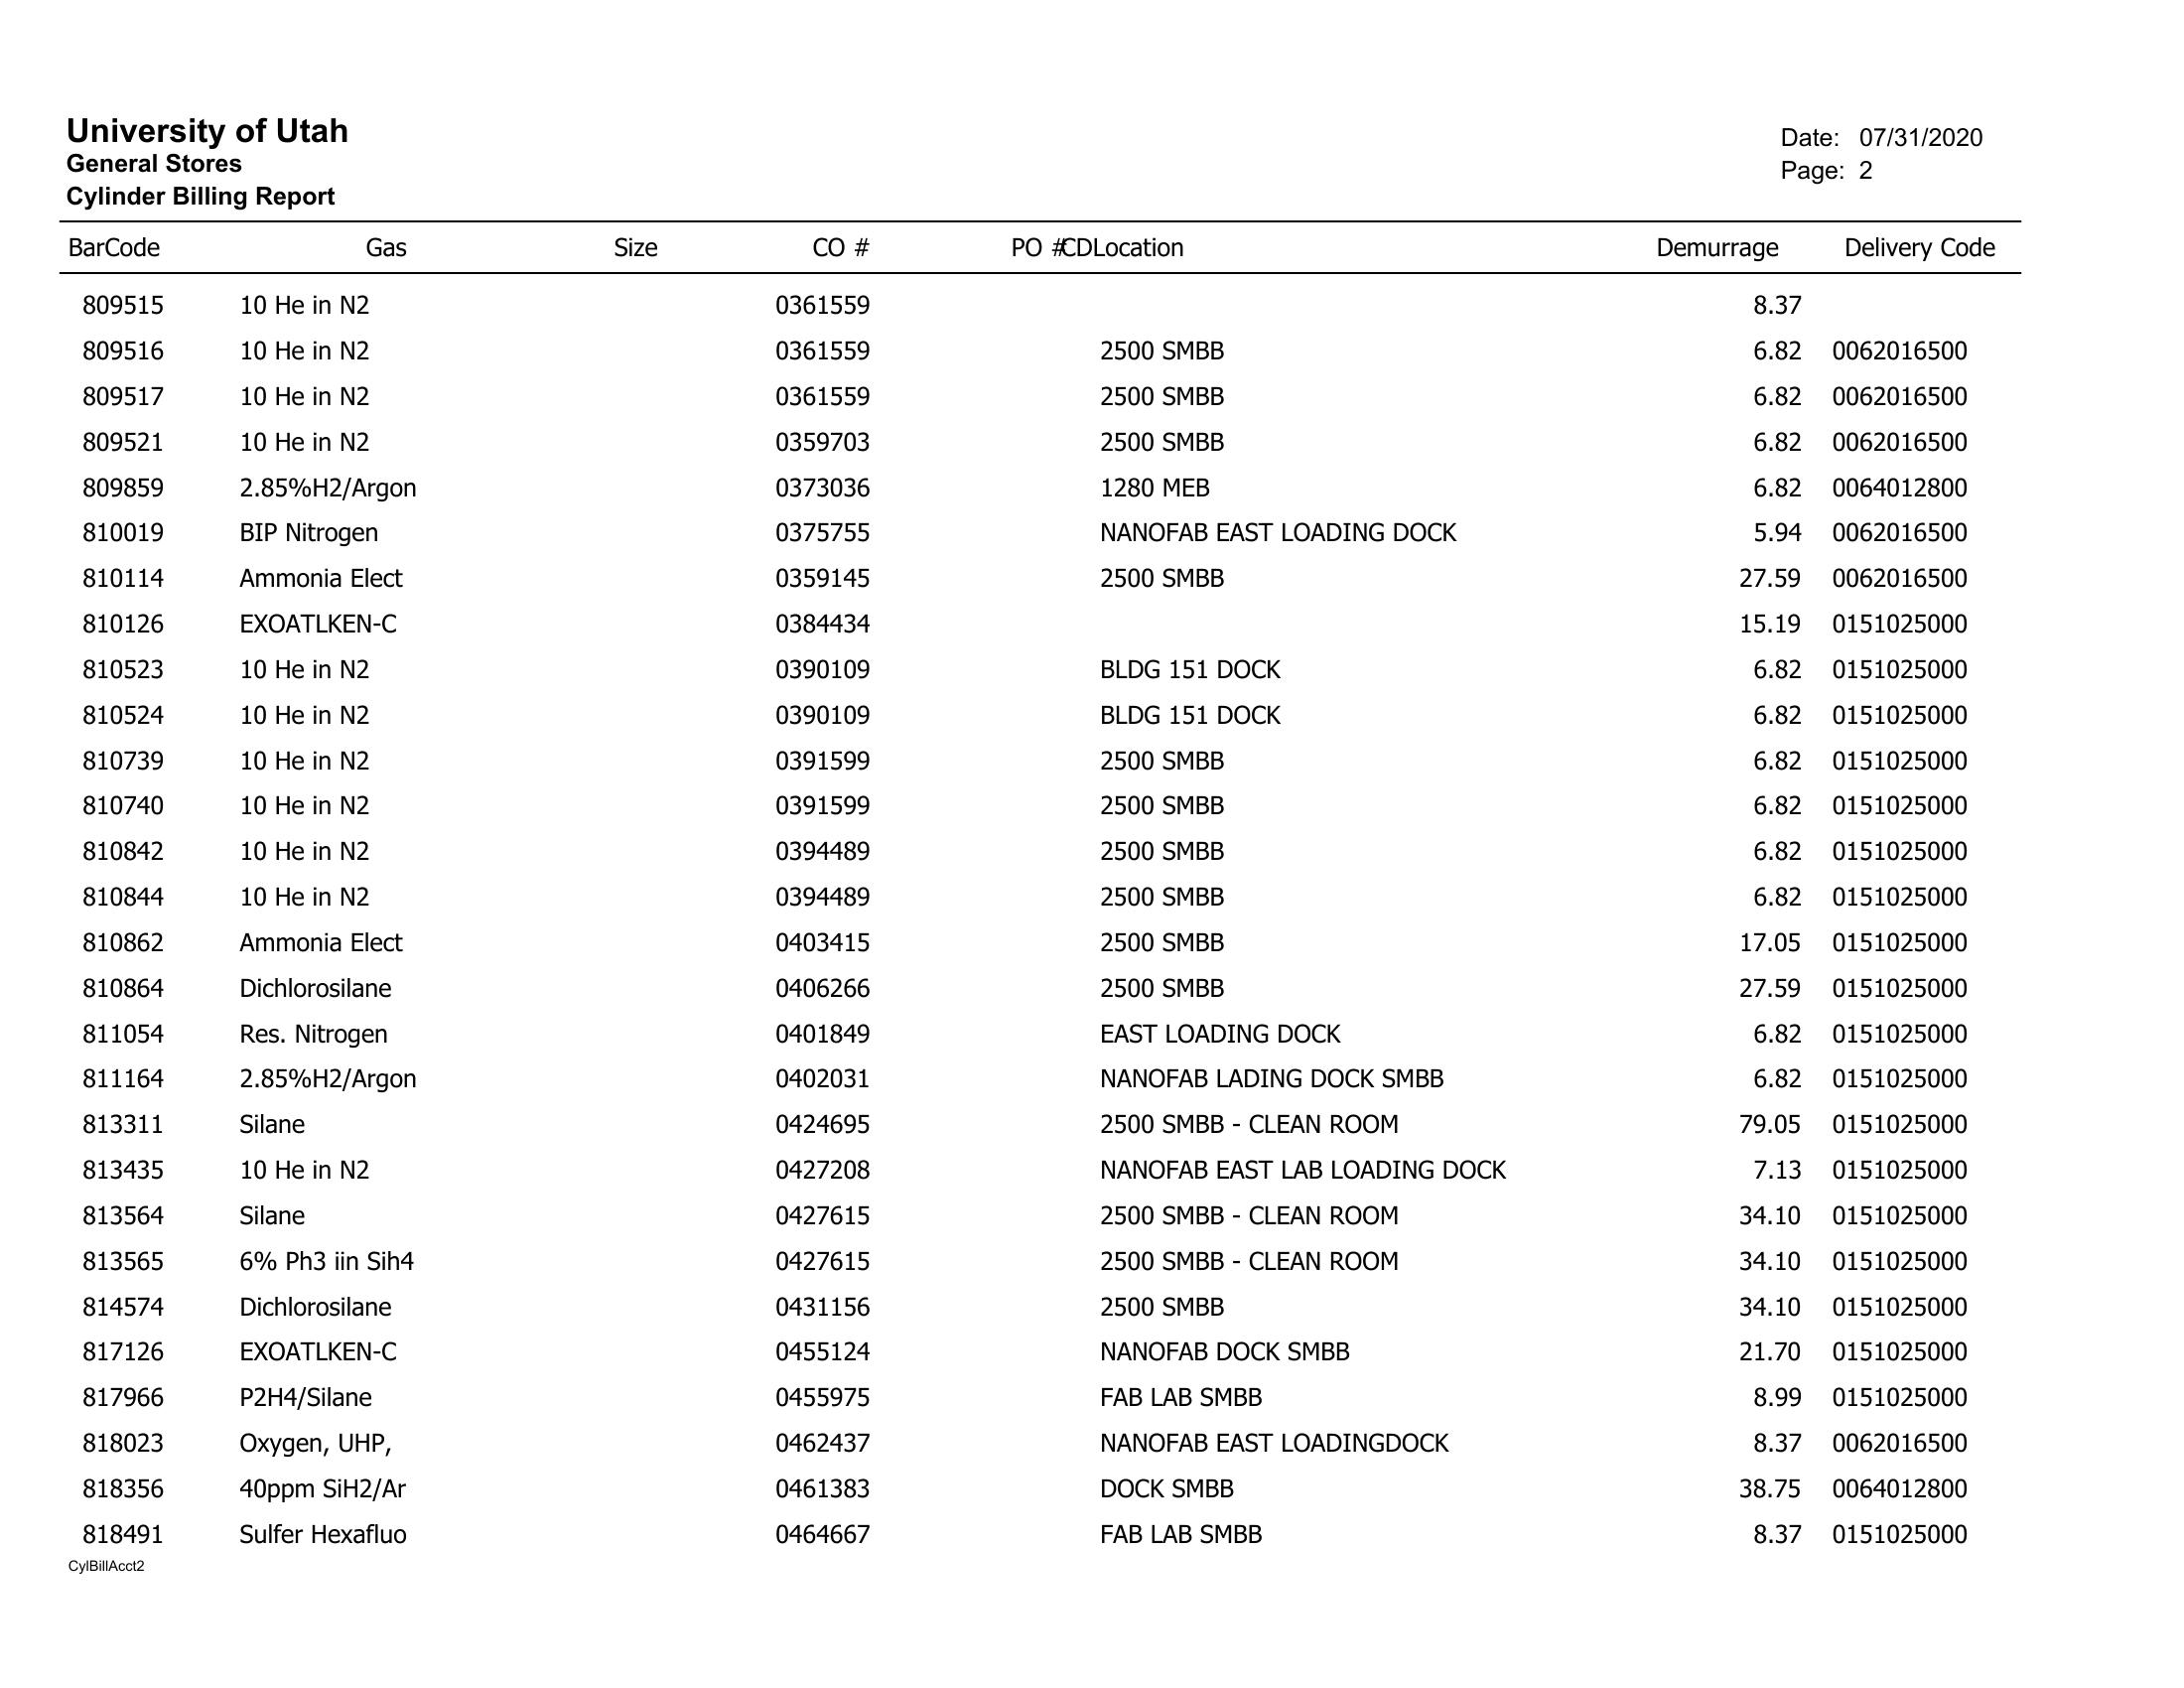 University of Utah
General Stores
Cylinder Billing Report
Date: 07/31/2020
Page: 2
BarCode Gas Size CO # PO #CDLocation Demurrage Delivery Code
809515 10 He in N2 0361559 8.37
809516 10 He in N2 0361559 2500 SMBB 6.82 0062016500
809517 10 He in N2 0361559 2500 SMBB 6.82 0062016500
809521 10 He in N2 0359703 2500 SMBB 6.82 0062016500
809859 2.85%H2/Argon 0373036 1280 MEB 6.82 0064012800
810019 BIP Nitrogen 0375755 NANOFAB EAST LOADING DOCK 5.94 0062016500
810114 Ammonia Elect 0359145 2500 SMBB 27.59 0062016500
810126 EXOATLKEN-C 0384434 15.19 0151025000
810523 10 He in N2 0390109 BLDG 151 DOCK 6.82 0151025000
810524 10 He in N2 0390109 BLDG 151 DOCK 6.82 0151025000
810739 10 He in N2 0391599 2500 SMBB 6.82 0151025000
810740 10 He in N2 0391599 2500 SMBB 6.82 0151025000
810842 10 He in N2 0394489 2500 SMBB 6.82 0151025000
810844 10 He in N2 0394489 2500 SMBB 6.82 0151025000
810862 Ammonia Elect 0403415 2500 SMBB 17.05 0151025000
810864 Dichlorosilane 0406266 2500 SMBB 27.59 0151025000
811054 Res. Nitrogen 0401849 EAST LOADING DOCK 6.82 0151025000
811164 2.85%H2/Argon 0402031 NANOFAB LADING DOCK SMBB 6.82 0151025000
813311 Silane 0424695 2500 SMBB - CLEAN ROOM 79.05 0151025000
813435 10 He in N2 0427208 NANOFAB EAST LAB LOADING DOCK 7.13 0151025000
813564 Silane 0427615 2500 SMBB - CLEAN ROOM 34.10 0151025000
813565 6% Ph3 iin Sih4 0427615 2500 SMBB - CLEAN ROOM 34.10 0151025000
814574 Dichlorosilane 0431156 2500 SMBB 34.10 0151025000
817126 EXOATLKEN-C 0455124 NANOFAB DOCK SMBB 21.70 0151025000
817966 P2H4/Silane 0455975 FAB LAB SMBB 8.99 0151025000
818023 Oxygen, UHP, 0462437 NANOFAB EAST LOADINGDOCK 8.37 0062016500
818356 40ppm SiH2/Ar 0461383 DOCK SMBB 38.75 0064012800
818491 Sulfer Hexafluo 0464667 FAB LAB SMBB 8.37 0151025000
CylBillAcct2